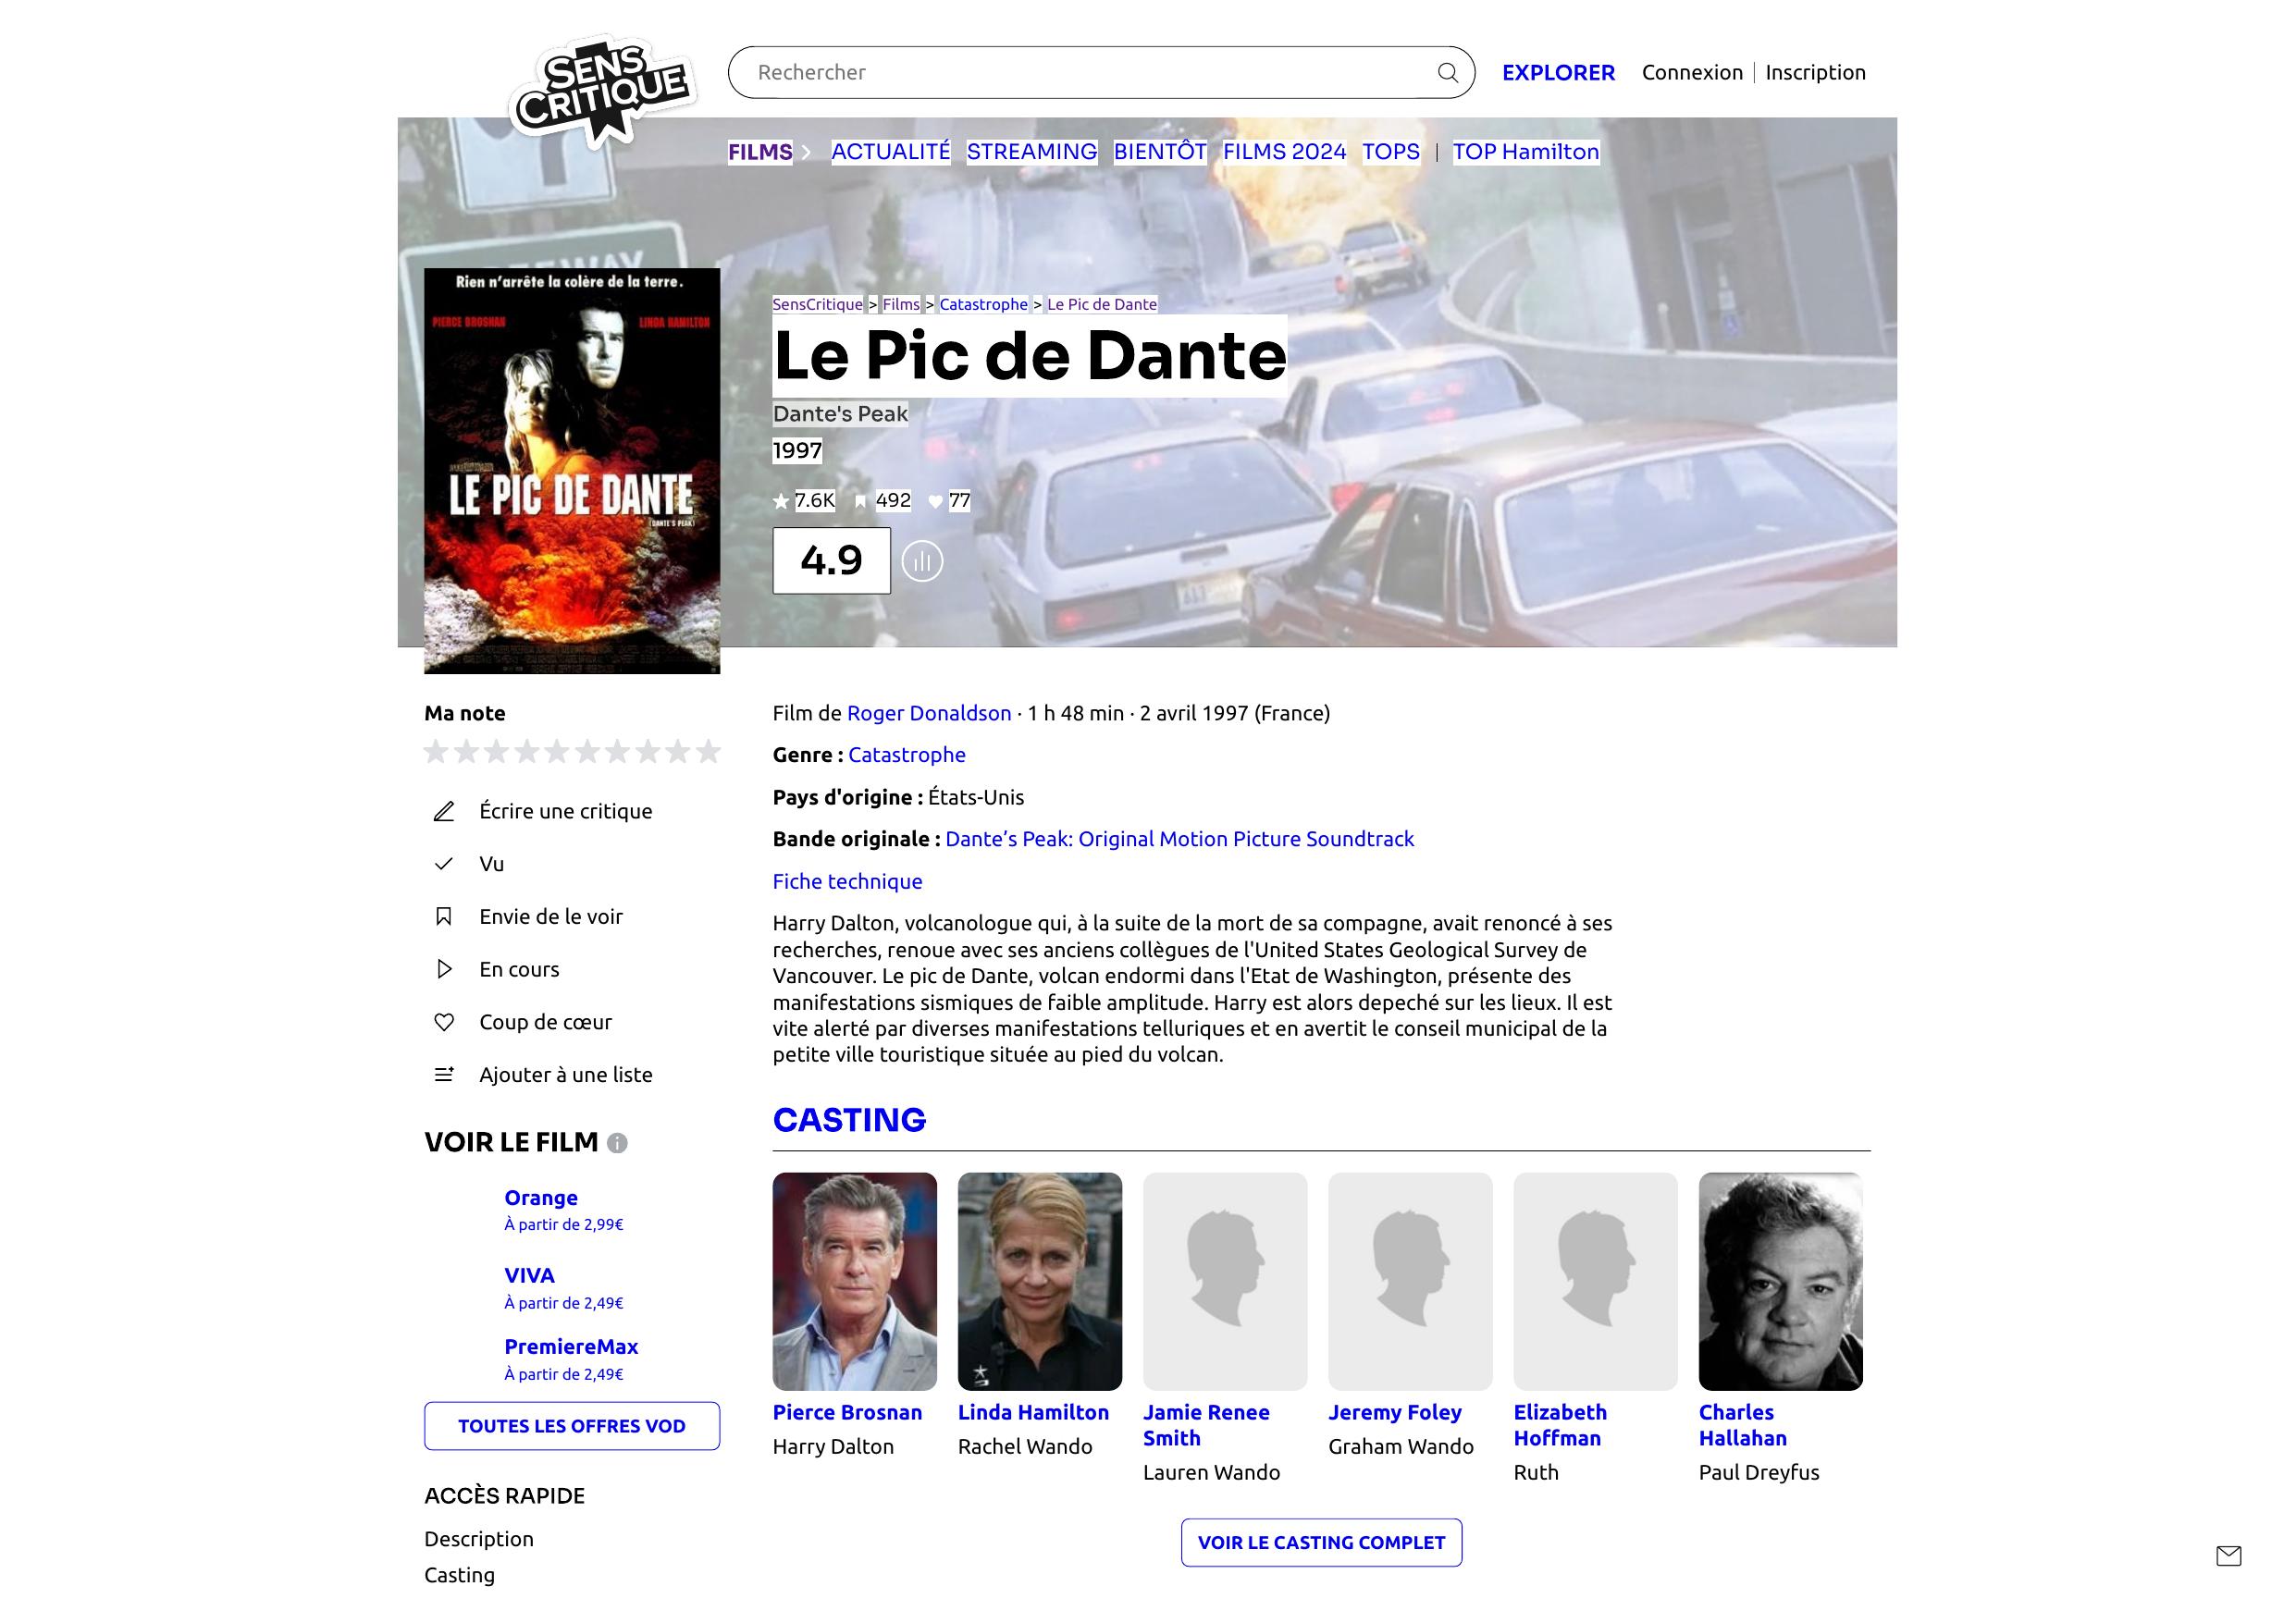 SENS
CRITIQUE
Rechercher
EXPLORER
Connexion | Inscription
FILMS
ACTUALITÉ
STREAMING
BIENTÔT
FILMS 2024
TOPS
|
TOP Hamilton
Rien n'arrête la colère de la terre.
PIERCE BROSNAN
LINDA HAMILTON
LE PIC DE DANTE
(DANTE'S PEAK)
SensCritique > Films > Catastrophe > Le Pic de Dante
Le Pic de Dante
Dante's Peak
1997
7.6K 492 77
4.9
Ma note
Écrire une critique
Vu
Envie de le voir
En cours
Coup de cœur
Ajouter à une liste
VOIR LE FILM
Orange
À partir de 2,99€
VIVA
À partir de 2,49€
PremiereMax
À partir de 2,49€
TOUTES LES OFFRES VOD
ACCÈS RAPIDE
Description
Casting
Film de Roger Donaldson · 1 h 48 min · 2 avril 1997 (France)
Genre : Catastrophe
Pays d'origine : États-Unis
Bande originale : Dante’s Peak: Original Motion Picture Soundtrack
Fiche technique
Harry Dalton, volcanologue qui, à la suite de la mort de sa compagne, avait renoncé à ses
recherches, renoue avec ses anciens collègues de l'United States Geological Survey de
Vancouver. Le pic de Dante, volcan endormi dans l'Etat de Washington, présente des
manifestations sismiques de faible amplitude. Harry est alors depeché sur les lieux. Il est
vite alerté par diverses manifestations telluriques et en avertit le conseil municipal de la
petite ville touristique située au pied du volcan.
CASTING
Pierce Brosnan
Harry Dalton
Linda Hamilton
Rachel Wando
Jamie Renee
Smith
Lauren Wando
Jeremy Foley
Graham Wando
Elizabeth
Hoffman
Ruth
Charles
Hallahan
Paul Dreyfus
VOIR LE CASTING COMPLET